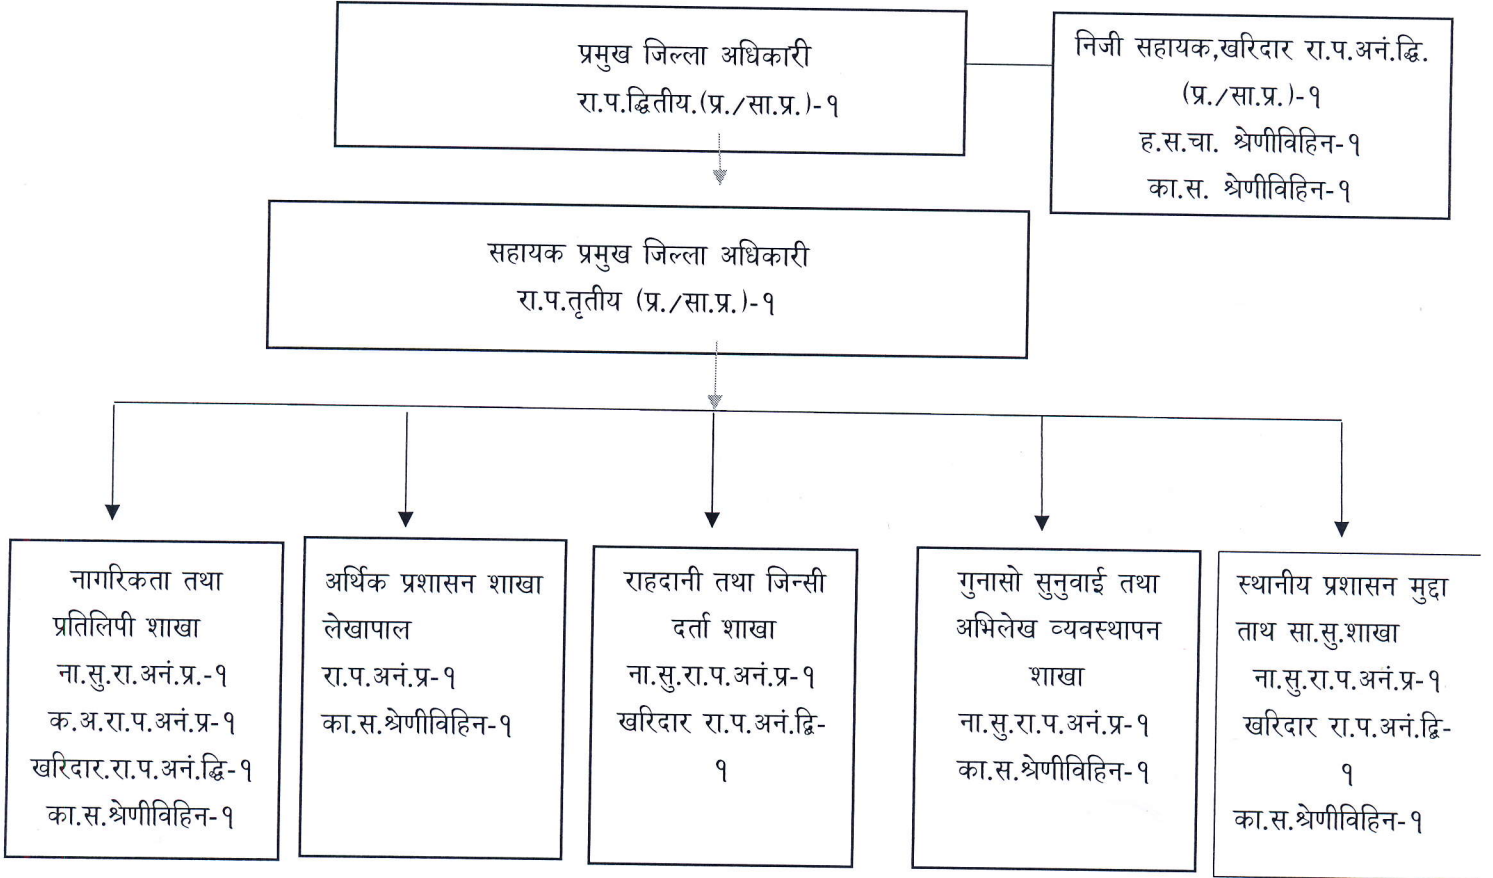 प्रमुख जिल्ला अधिकारी
रा.प.द्धितीय.(प्र./सा.प्र.)-१
निजी सहायक,खरिदार रा.प.अनं.द्धि.
(प्र./सा.प्र.)-१
ह.स.चा. श्रेणीविहिन-१
का.स. श्रेणीविहिन-१
सहायक प्रमुख जिल्ला अधिकारी
रा.प.तृतीय (प्र./सा.प्र.)-१
नागरिकता तथा
प्रतिलिपी शाखा
ना.सु.रा.अनं.प्र.-१
क.अ.रा.प.अनं.प्र-१
खरिदार.रा.प.अनं.द्धि-१
का.स.श्रेणीविहिन-१
अर्थिक प्रशासन शाखा
लेखापाल
रा.प.अनं.प्र-१
का.स.श्रेणीविहिन-१
राहदानी तथा जिन्सी
दर्ता शाखा
ना.सु.रा.प.अनं.प्र-१
खरिदार रा.प.अनं.द्वि-
१
गुनासो सुनुवाई तथा
अभिलेख व्यवस्थापन
शाखा
ना.सु.रा.प.अनं.प्र-१
का.स.श्रेणीविहिन-१
स्थानीय प्रशासन मुद्दा
ताथ सा.सु.शाखा
ना.सु.रा.प.अनं.प्र-१
खरिदार रा.प.अनं.द्वि-
१
का.स.श्रेणीविहिन-१